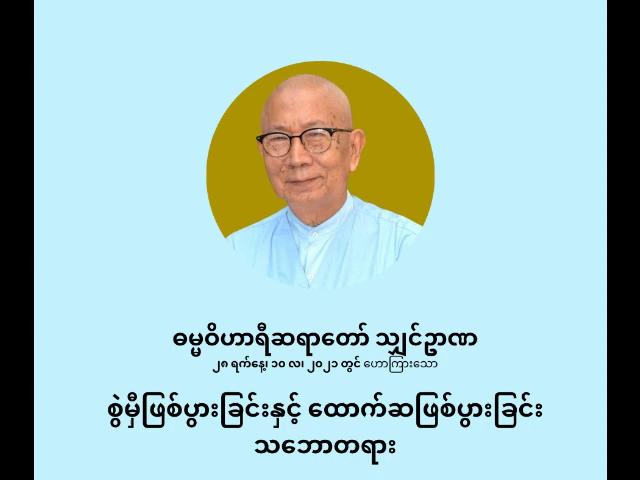 ဓမ္မဝိဟာရီဆရာတော် သျှင်ဥာဏ
၂၈ ရက်နေ့၊ ၁၀ လ၊ ၂၀၂၁ တွင် ဟောကြားသော
စွဲမှီဖြစ်ပွားခြင်းနှင့် ထောက်ဆဖြစ်ပွားခြင်း
သဘောတရား